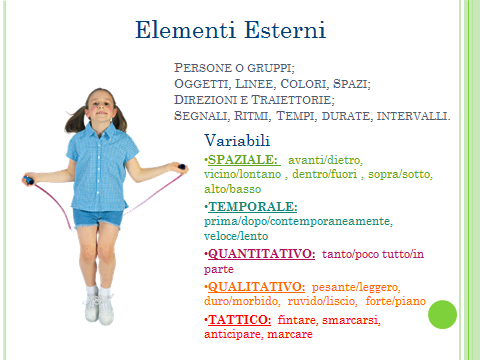 Elementi Esterni
PERSONE O GRUPPI;
OGGETTI, LINEE, COLORI, SPAZI;
DIREZIONI E TRAIETTORIE;
SEGNALI, RITMI, TEMPI, DURATE, INTERVALLI.
Variabili
•SPAZIALE: avanti/dietro,
vicino/lontano , dentro/fuori , sopra/sotto,
alto/basso
•TEMPORALE:
prima/dopo/contemporaneamente,
veloce/lento
•QUANTITATIVO: tanto/poco tutto/in
parte
•QUALITATIVO: pesante/leggero,
duro/morbido, ruvido/liscio, forte/piano
•TATTICO: fintare, smarcarsi,
anticipare, marcare